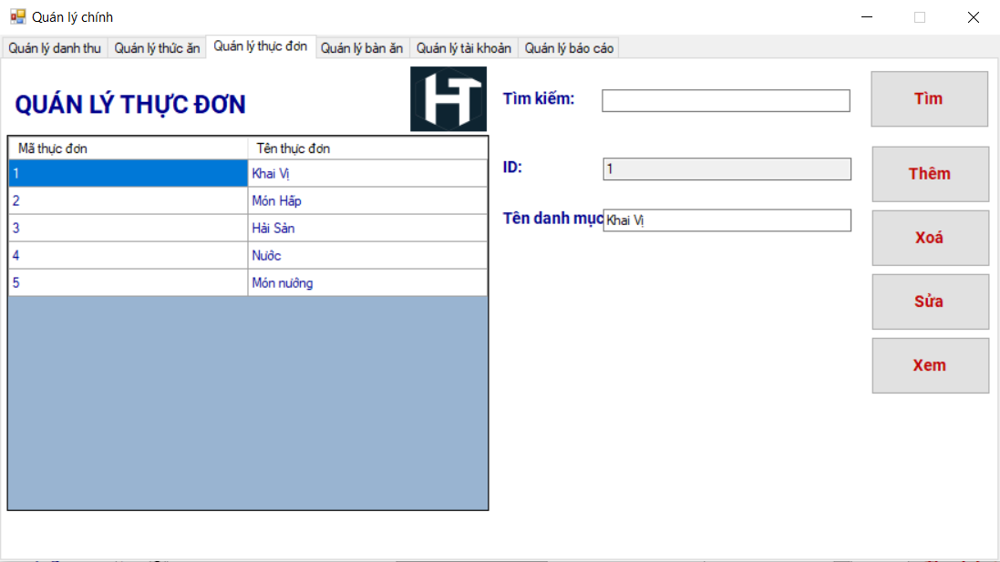 Quản lý chính
Quản lý danh thu Quản lý thức ăn Quản lý thực đơn Quản lý bàn ăn Quản lý tài khoản Quản lý báo cáo
QUẢN LÝ THỰC ĐƠN
HT
Mã thực đơn Tên thực đơn
1 Khai Vị
2 Món Hấp
3 Hải Sản
4 Nước
5 Món nướng
Tìm kiếm:
Tìm
ID: 1
Tên danh mục Khai Vị
Thêm
Xoá
Sửa
Xem